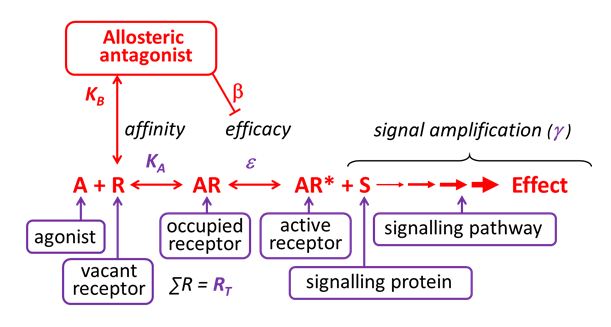 Allosteric
antagonist
K_B
β
affinity
efficacy
signal amplification (γ)
K_A
ε
A + R
AR
AR* + S
Effect
agonist
occupied
receptor
active
receptor
signalling pathway
vacant
receptor
∑R = R_T
signalling protein